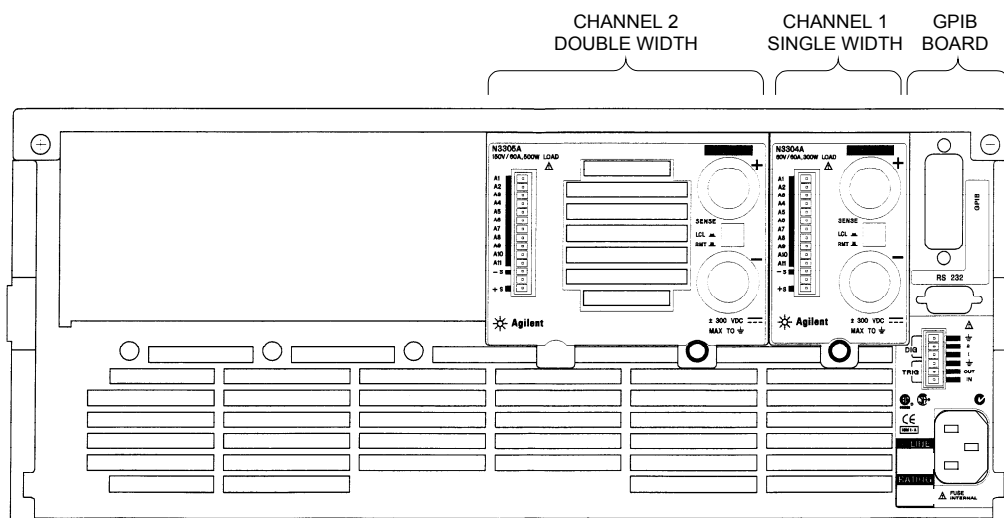 CHANNEL 2
DOUBLE WIDTH
CHANNEL 1
SINGLE WIDTH
GPIB
BOARD
N3305A
150V/60A,500W LOAD
A1
A2
A3
A4
A5
A6
A7
A8
A9
A10
A11
- S
+ S
+
SENSE
LCL
RMT
-
± 300 VDC
MAX TO
Agilent
N3304A
60V/60A,300W LOAD
A1
A2
A3
A4
A5
A6
A7
A8
A9
A10
A11
- S
+ S
+
SENSE
LCL
RMT
-
± 300 VDC
MAX TO
Agilent
GPIB
RS 232
DIG
2
1
TRIG
OUT
IN
CE
LINE
RATING
FUSE
INTERNAL